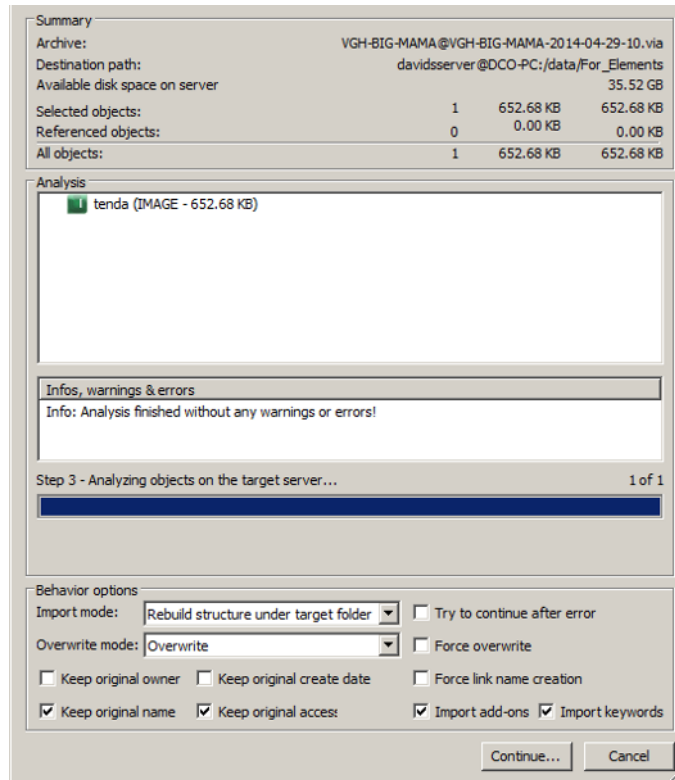 Summary
Archive: VGH-BIG-MAMA@VGH-BIG-MAMA-2014-04-29-10.via
Destination path: davidsserver@DCO-PC:/data/For_Elements
Available disk space on server 35.52 GB
Selected objects: 1 652.68 KB 652.68 KB
Referenced objects: 0 0.00 KB 0.00 KB
All objects: 1 652.68 KB 652.68 KB
Analysis
tenda (IMAGE - 652.68 KB)
Infos, warnings & errors
Info: Analysis finished without any warnings or errors!
Step 3 - Analyzing objects on the target server... 1 of 1
Behavior options
Import mode: Rebuild structure under target folder Try to continue after error
Overwrite mode: Overwrite Force overwrite
Keep original owner Keep original create date Force link name creation
Keep original name Keep original access Import add-ons Import keywords
Continue... Cancel